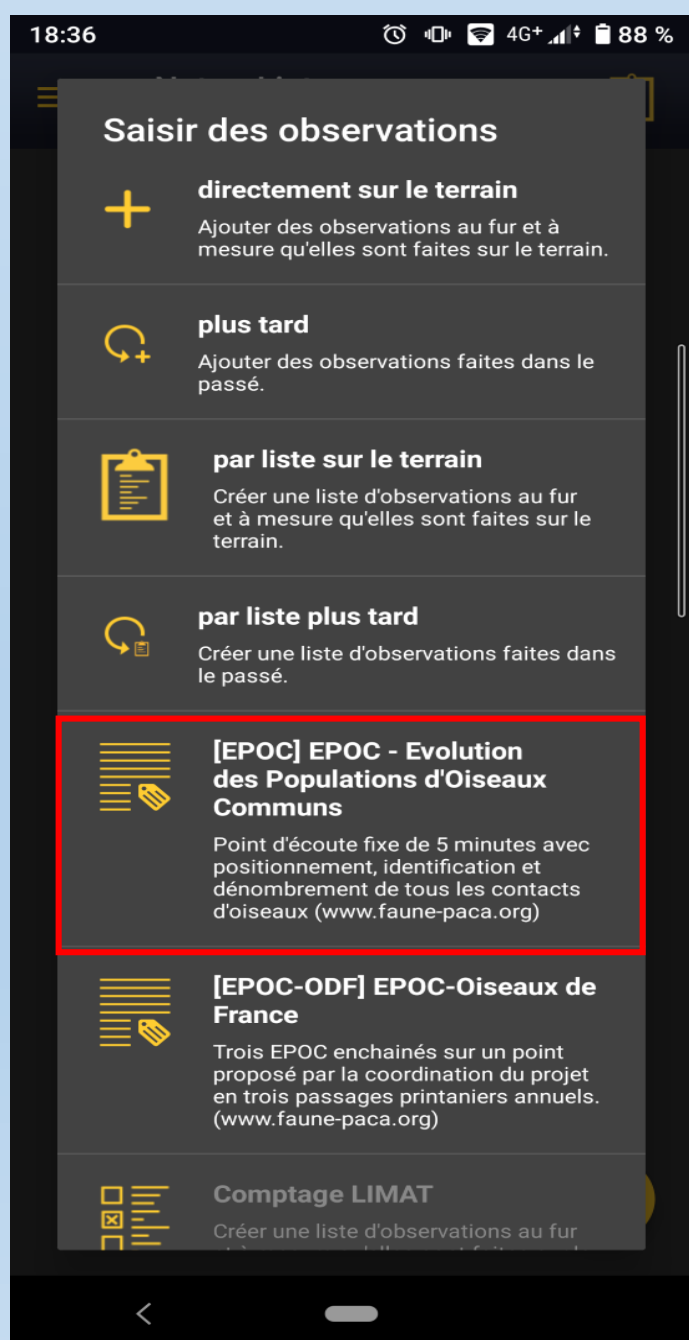 18:36 4G+ 88 %
Saisir des observations
directement sur le terrain
Ajouter des observations au fur et à
mesure qu'elles sont faites sur le terrain.
plus tard
Ajouter des observations faites dans le
passé.
par liste sur le terrain
Créer une liste d'observations au fur
et à mesure qu'elles sont faites sur le
terrain.
par liste plus tard
Créer une liste d'observations faites dans
le passé.
[EPOC] EPOC - Evolution
des Populations d'Oiseaux
Communs
Point d'écoute fixe de 5 minutes avec
positionnement, identification et
dénombrement de tous les contacts
d'oiseaux (www.faune-paca.org)
[EPOC-ODF] EPOC-Oiseaux de
France
Trois EPOC enchainés sur un point
proposé par la coordination du projet
en trois passages printaniers annuels.
(www.faune-paca.org)
Comptage LIMAT
Créer une liste d'observations au fur